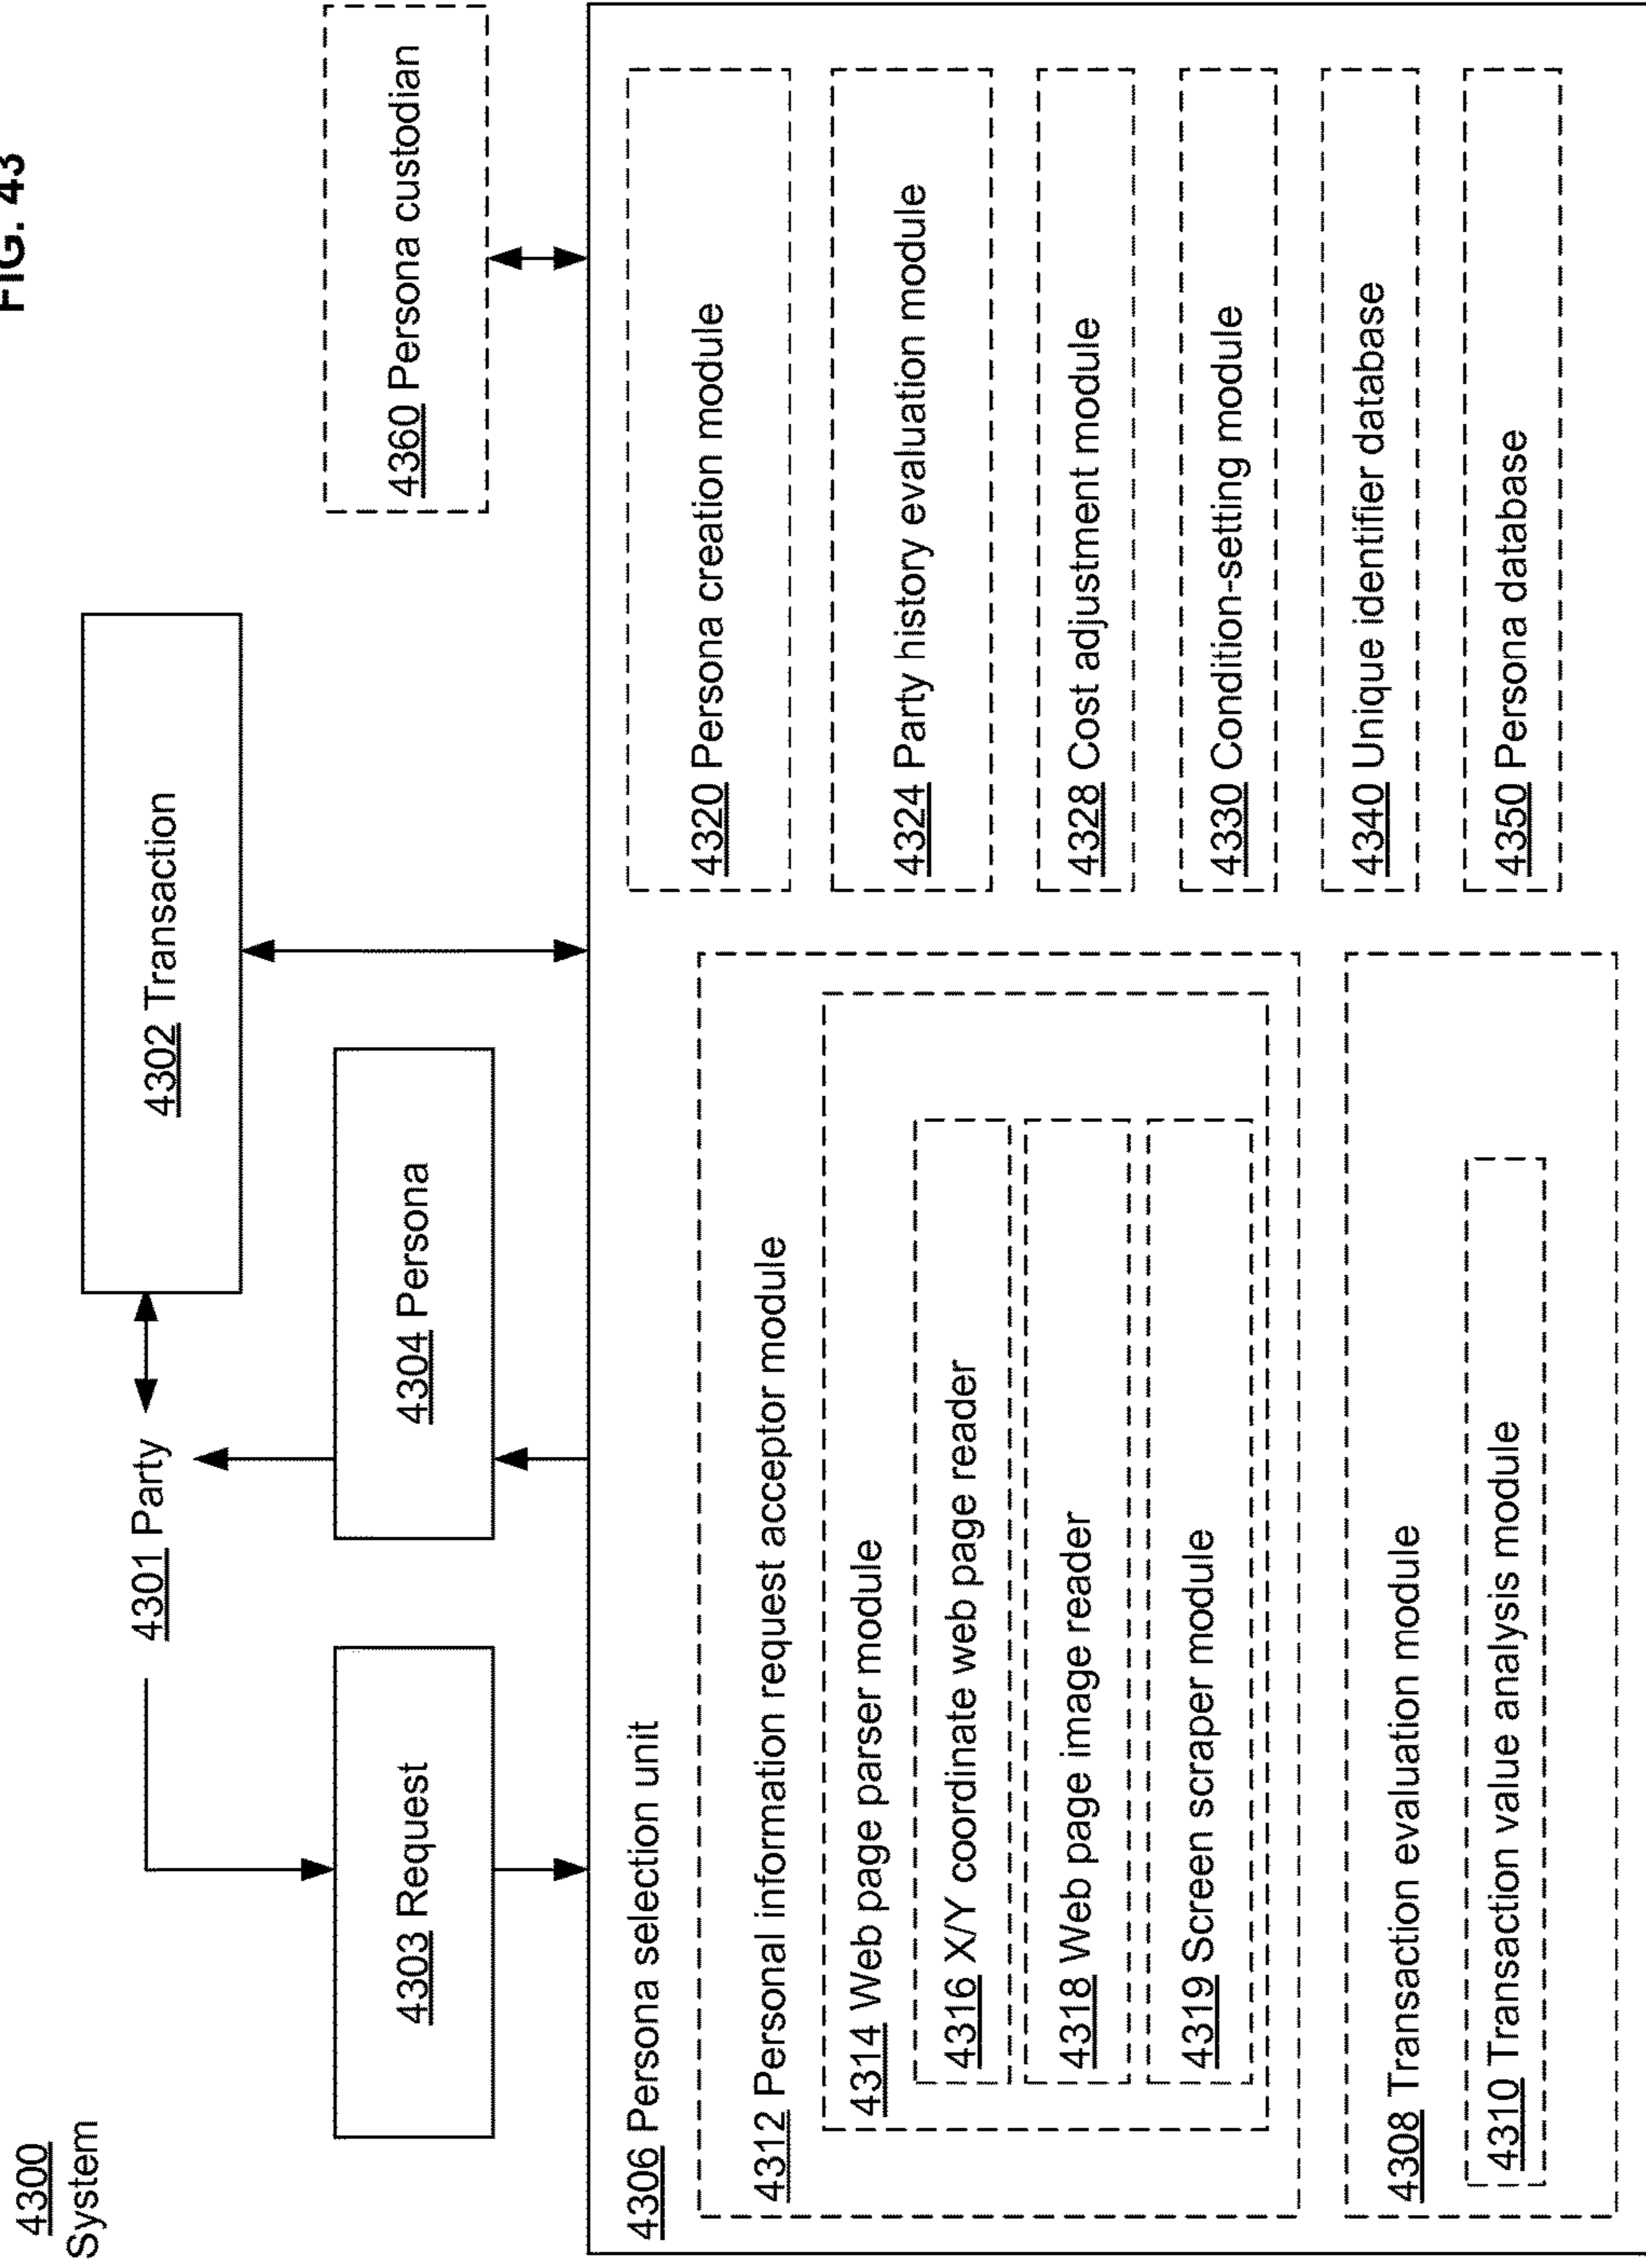 FIG. 43
4300
System
4301 Party
4302 Transaction
4303 Request
4304 Persona
4360 Persona custodian
4306 Persona selection unit
4312 Personal information request acceptor module
4314 Web page parser module
4316 X/Y coordinate web page reader
4318 Web page image reader
4319 Screen scraper module
4308 Transaction evaluation module
4310 Transaction value analysis module
4320 Persona creation module
4324 Party history evaluation module
4328 Cost adjustment module
4330 Condition-setting module
4340 Unique identifier database
4350 Persona database